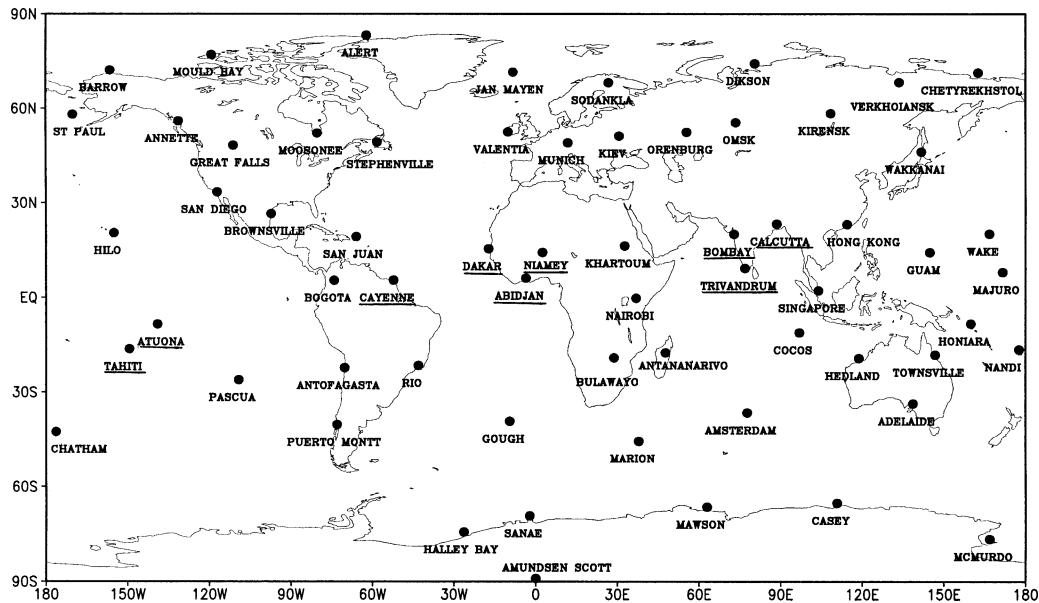 90N
ALERT
MOULD BAY
BARROW
JAN MAYEN
SODANKLA
DIKSON
CHETYREKHSTOL
VERKHOIANSK
60N
ST PAUL
ANNETTE
GREAT FALLS
MOOSONEE
STEPHENVILLE
VALENTIA
MUNICH
KIEV
ORENBURG
OMSK
KIRENSK
WAKKANAI
30N
SAN DIEGO
BROWNSVILLE
HILO
SAN JUAN
DAKAR
NIAMEY
KHARTOUM
BOMBAY
CALCUTTA
HONG KONG
GUAM
WAKE
EQ
BOGOTA
CAYENNE
ABIDJAN
TRIVANDRUM
SINGAPORE
MAJURO
NAIROBI
ATUONA
TAHITI
COCOS
HONIARA
ANTANANARIVO
HEDLAND
TOWNSVILLE
NANDI
PASCUA
ANTOFAGASTA
RIO
BULAWAYO
30S
CHATHAM
PUERTO MONTT
GOUGH
MARION
AMSTERDAM
ADELAIDE
60S
HALLEY BAY
SANAE
MAWSON
CASEY
MCMURDO
AMUNDSEN SCOTT
90S
180 150W 120W 90W 60W 30W 0 30E 60E 90E 120E 150E 180